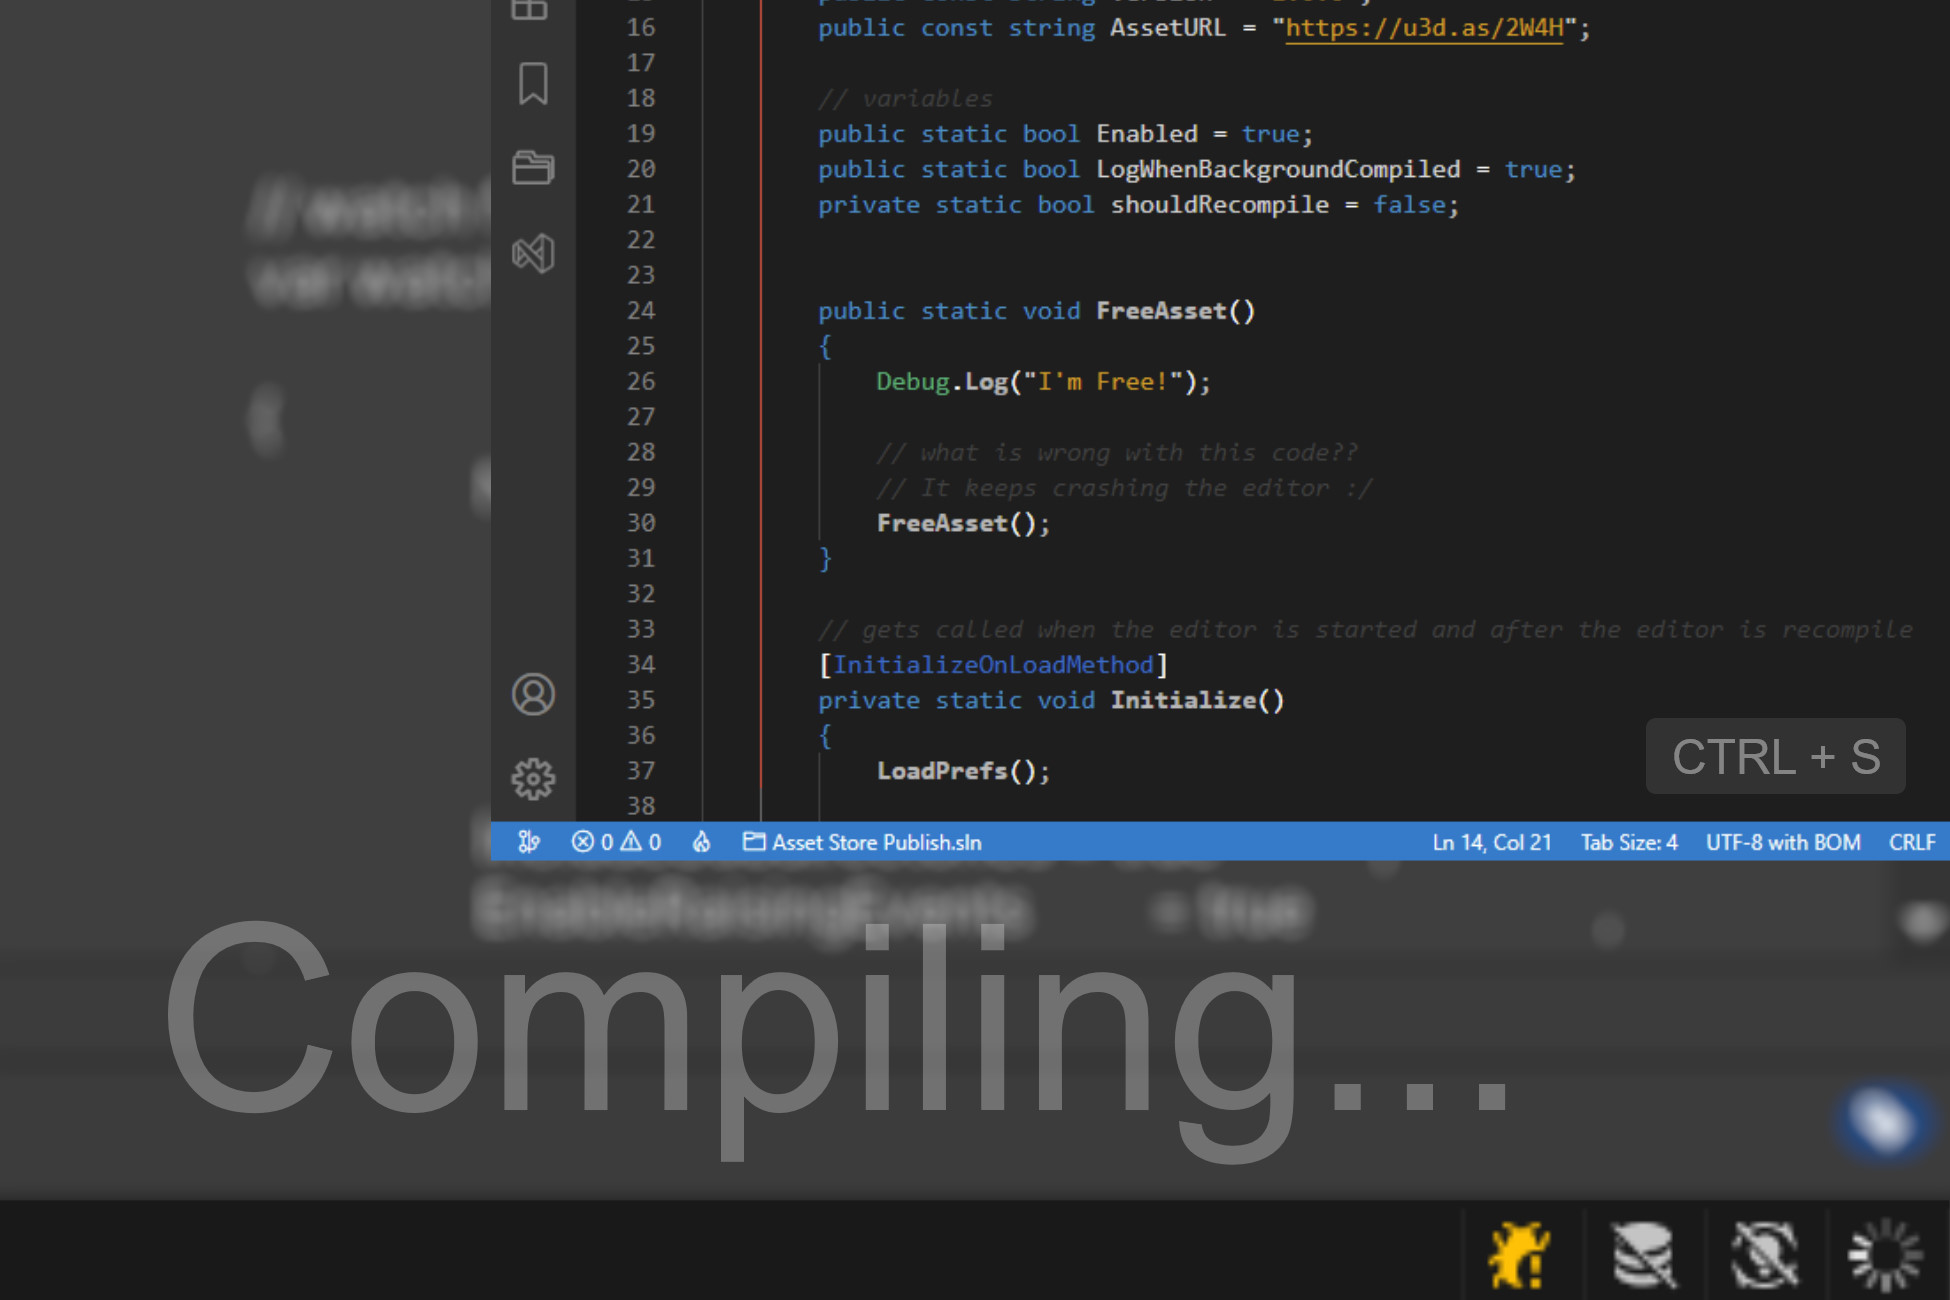 16 public const string AssetURL = "https://u3d.as/2W4H";
17
18 // variables
19 public static bool Enabled = true;
20 public static bool LogWhenBackgroundCompiled = true;
21 private static bool shouldRecompile = false;
22
23
24 public static void FreeAsset()
25 {
26 Debug.Log("I'm Free!");
27
28 // what is wrong with this code??
29 // It keeps crashing the editor :/
30 FreeAsset();
31 }
32
33 // gets called when the editor is started and after the editor is recompile
34 [InitializeOnLoadMethod]
35 private static void Initialize()
36 {
37 LoadPrefs();
38
CTRL + S
0 0 Asset Store Publish.sln Ln 14, Col 21 Tab Size: 4 UTF-8 with BOM CRLF
Compiling...